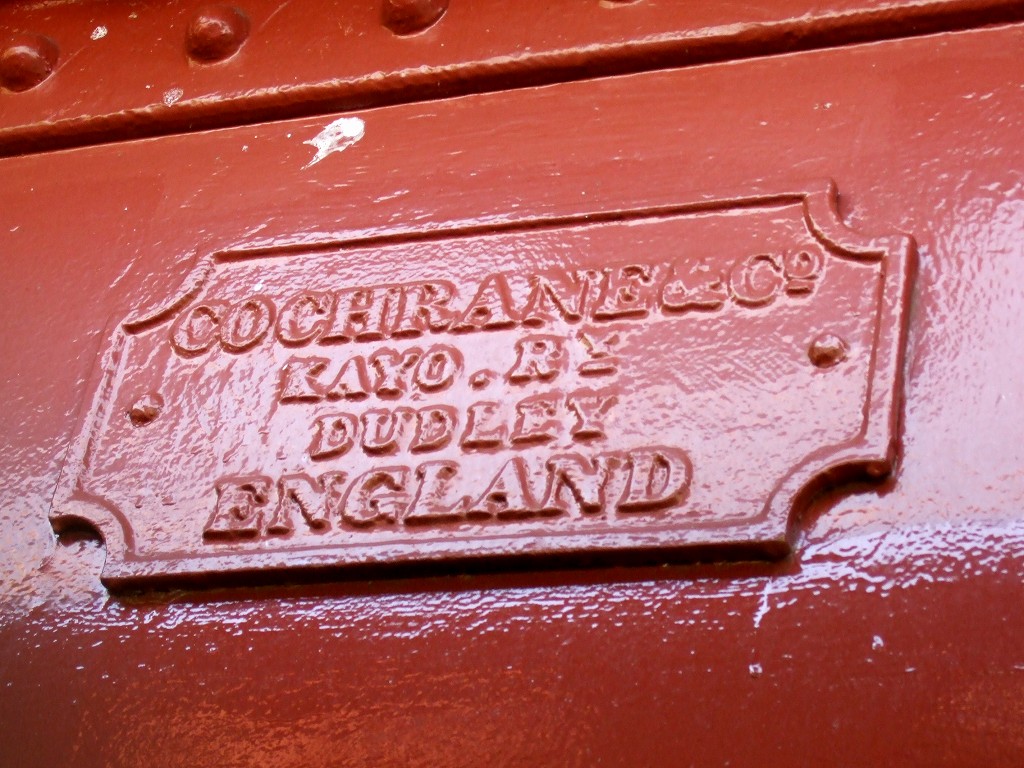 COCHRANE & Cº
KAYO. RY
DUDLEY
ENGLAND